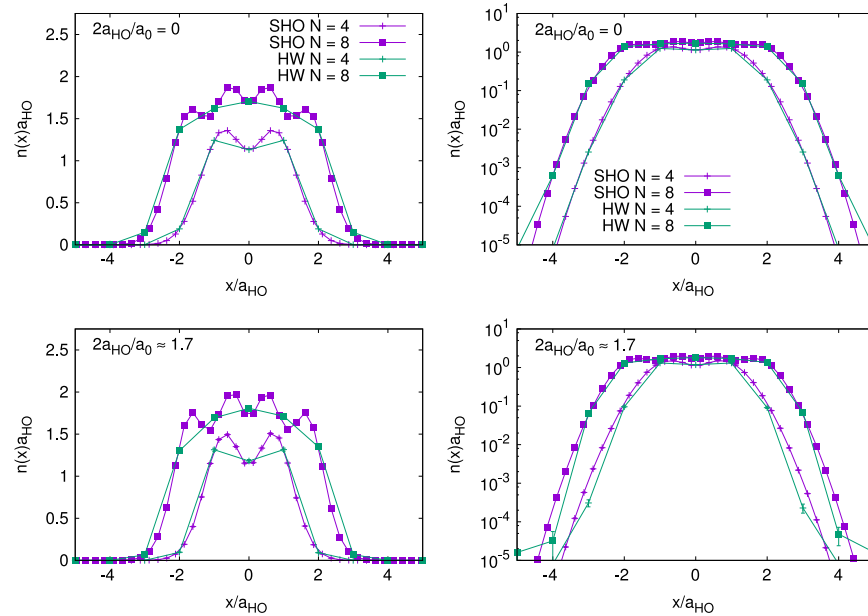 2a_HO/a_0 = 0
SHO N = 4
SHO N = 8
HW N = 4
HW N = 8
n(x)a_HO
2.5
2
1.5
1
0.5
0
-4 -2 0 2 4
x/a_HO
2a_HO/a_0 = 0
SHO N = 4
SHO N = 8
HW N = 4
HW N = 8
n(x)a_HO
10^1
10^0
10^-1
10^-2
10^-3
10^-4
10^-5
-4 -2 0 2 4
x/a_HO
2a_HO/a_0 ≈ 1.7
n(x)a_HO
2.5
2
1.5
1
0.5
0
-4 -2 0 2 4
x/a_HO
2a_HO/a_0 ≈ 1.7
n(x)a_HO
10^1
10^0
10^-1
10^-2
10^-3
10^-4
10^-5
-4 -2 0 2 4
x/a_HO